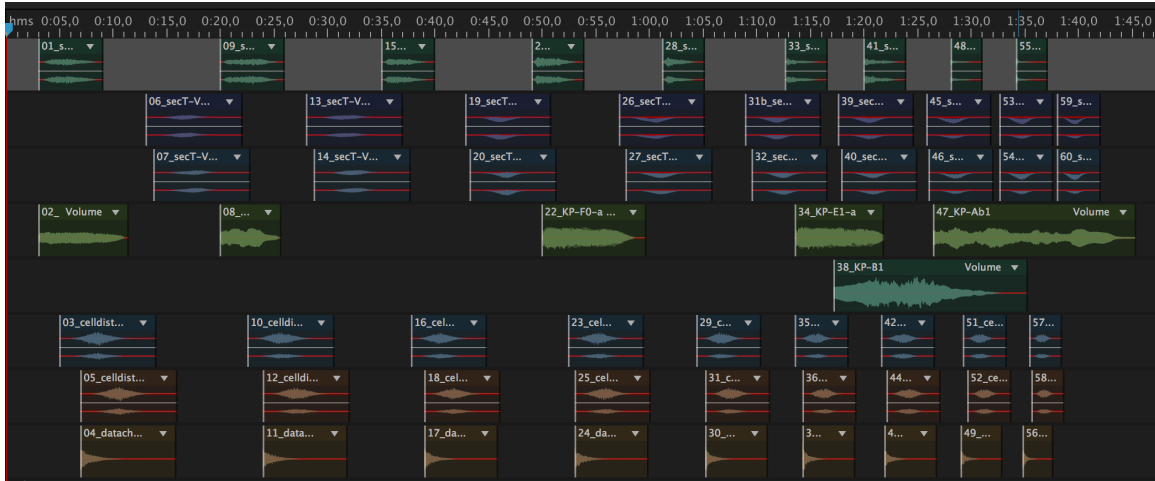 hms 0:05,0 0:10,0 0:15,0 0:20,0 0:25,0 0:30,0 0:35,0 0:40,0 0:45,0 0:50,0 0:55,0 1:00,0 1:05,0 1:10,0 1:15,0 1:20,0 1:25,0 1:30,0 1:35,0 1:40,0 1:45,0
01_s... 09_s... 15... 2... 28_s... 33_s... 41_s... 48... 55...
06_secT-V... 13_secT-V... 19_secT... 26_secT... 31b_se... 39_sec... 45_s... 53... 59_s...
07_secT-V... 14_secT-V... 20_secT... 27_secT... 32_sec... 40_sec... 46_s... 54... 60_s...
02_ Volume 08_... 22_KP-F0-a ... 34_KP-E1-a 47_KP-Ab1 Volume
38_KP-B1 Volume
03_celldist... 10_celldi... 16_cel... 23_cel... 29_c... 35... 42... 51_ce... 57...
05_celldist... 12_celldi... 18_cel... 25_cel... 31_c... 36... 44... 52_ce... 58...
04_datach... 11_data... 17_da... 24_da... 30_... 3... 4... 49_... 56...